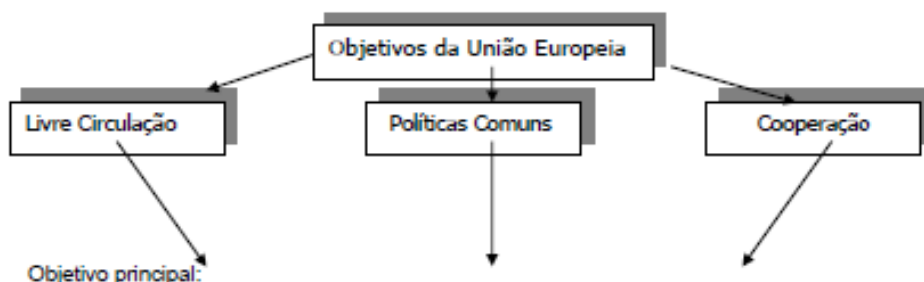 Objetivos da União Europeia
Livre Circulação
Políticas Comuns
Cooperação
Objetivo principal: